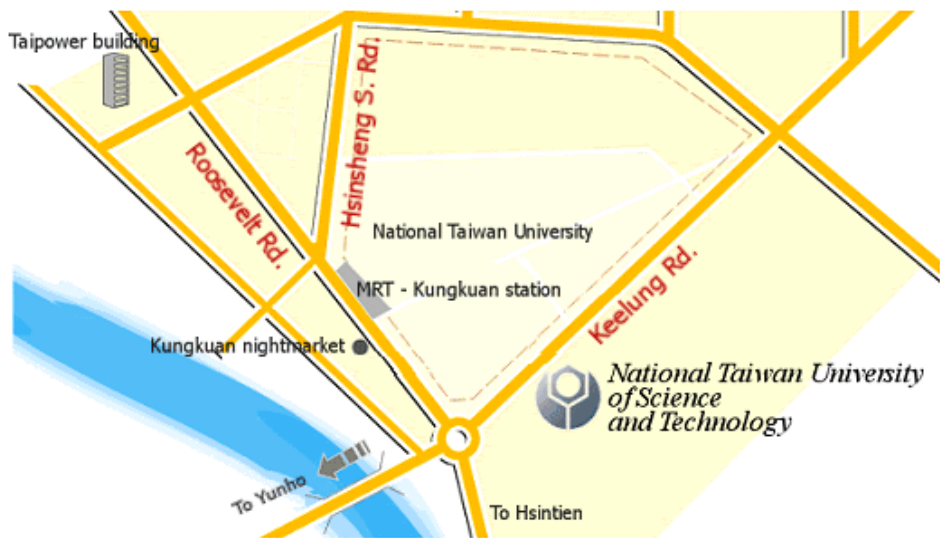 Taipower building
Hsinsheng S. Rd.
Roosevelt Rd.
National Taiwan University
MRT - Kungkuan station
Keelung Rd.
Kungkuan nightmarket
National Taiwan University
of Science
and Technology
To Yunho
To Hsintien